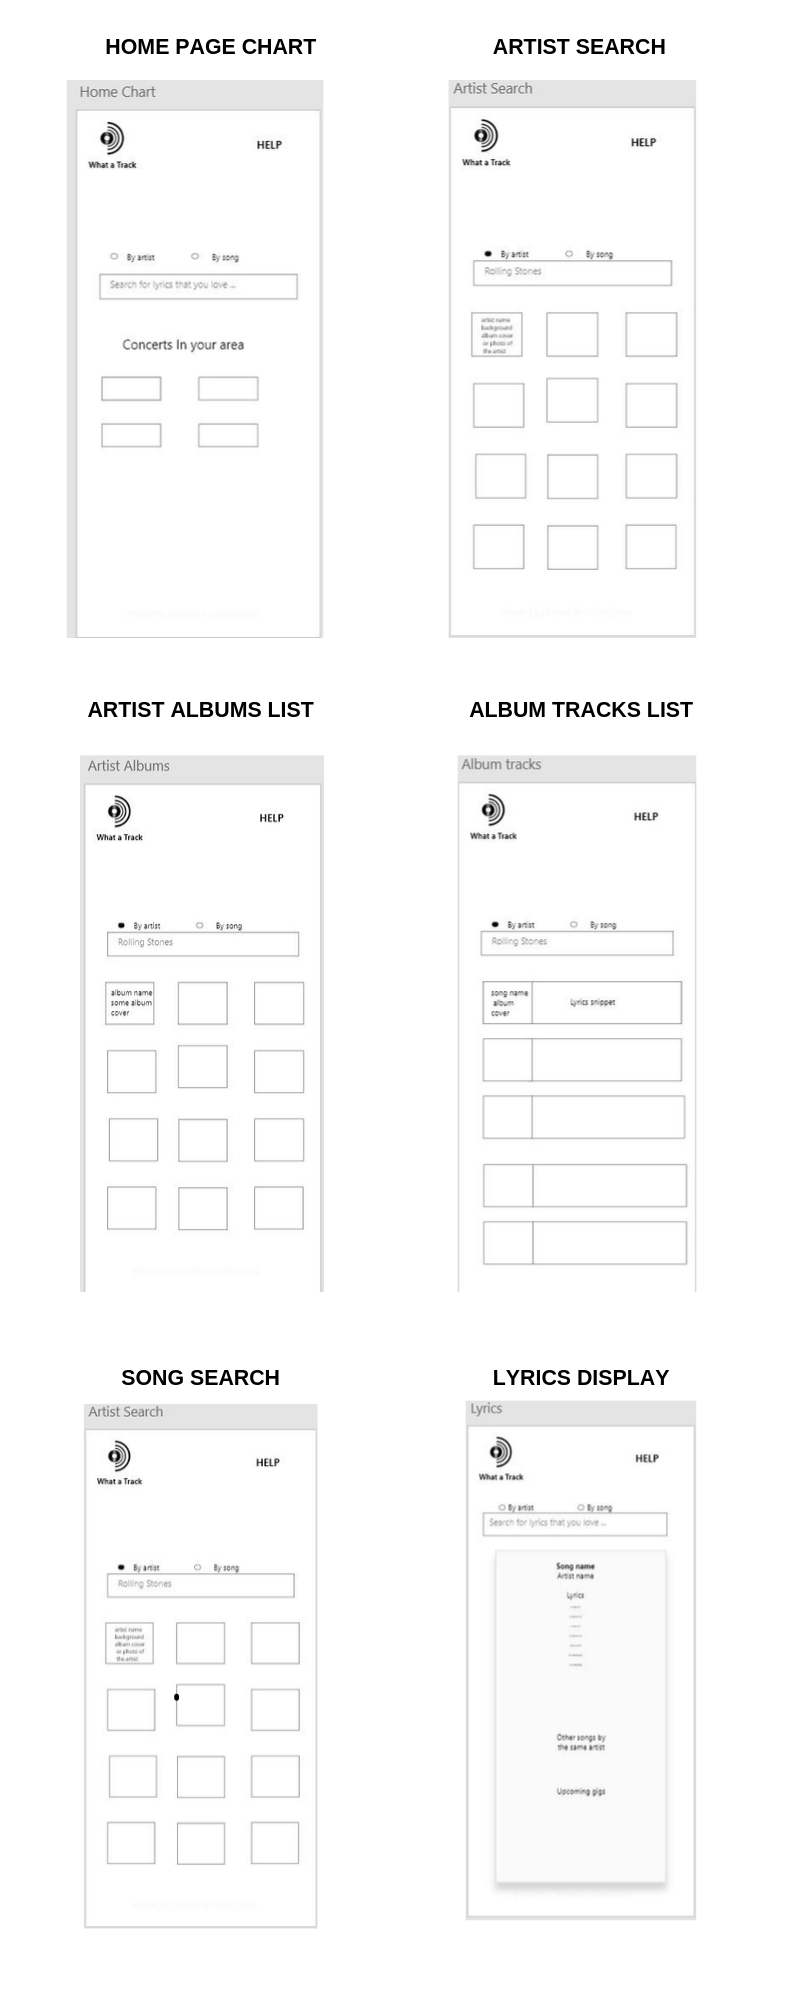 HOME PAGE CHART
Home Chart
What a Track
HELP
By artist By song
Search for lyrics that you love ...
Concerts In your area
ARTIST SEARCH
Artist Search
What a Track
HELP
By artist By song
Rolling Stones
artist name
background
album cover
or photo of
the artist
ARTIST ALBUMS LIST
Artist Albums
What a Track
HELP
By artist By song
Rolling Stones
album name
some album
cover
ALBUM TRACKS LIST
Album tracks
What a Track
HELP
By artist By song
Rolling Stones
song name
album
cover
Lyrics snippet
SONG SEARCH
Artist Search
What a Track
HELP
By artist By song
Rolling Stones
artist name
background
album cover
or photo of
the artist
LYRICS DISPLAY
Lyrics
What a Track
HELP
By artist By song
Search for lyrics that you love ...
Song name
Artist name
Lyrics
Other songs by
the same artist
Upcoming gigs